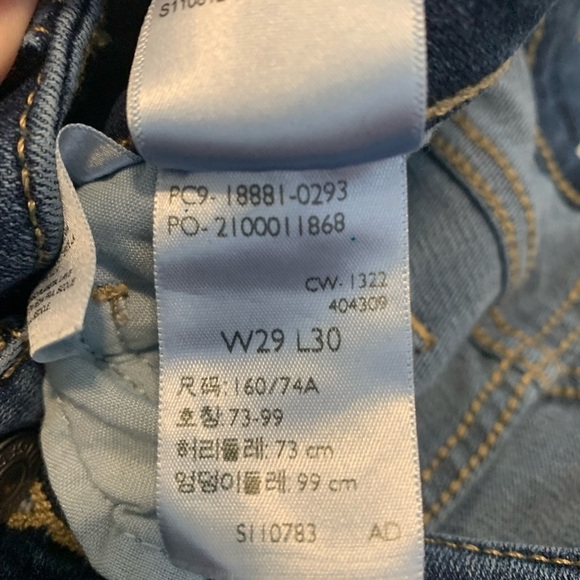 PC9- 18881-0293
PO- 2100011868
CW- 1322
404309
W29 L30
尺码: 160/74A
호칭: 73-99
허리둘레: 73 cm
엉덩이둘레: 99 cm
S110783 AD